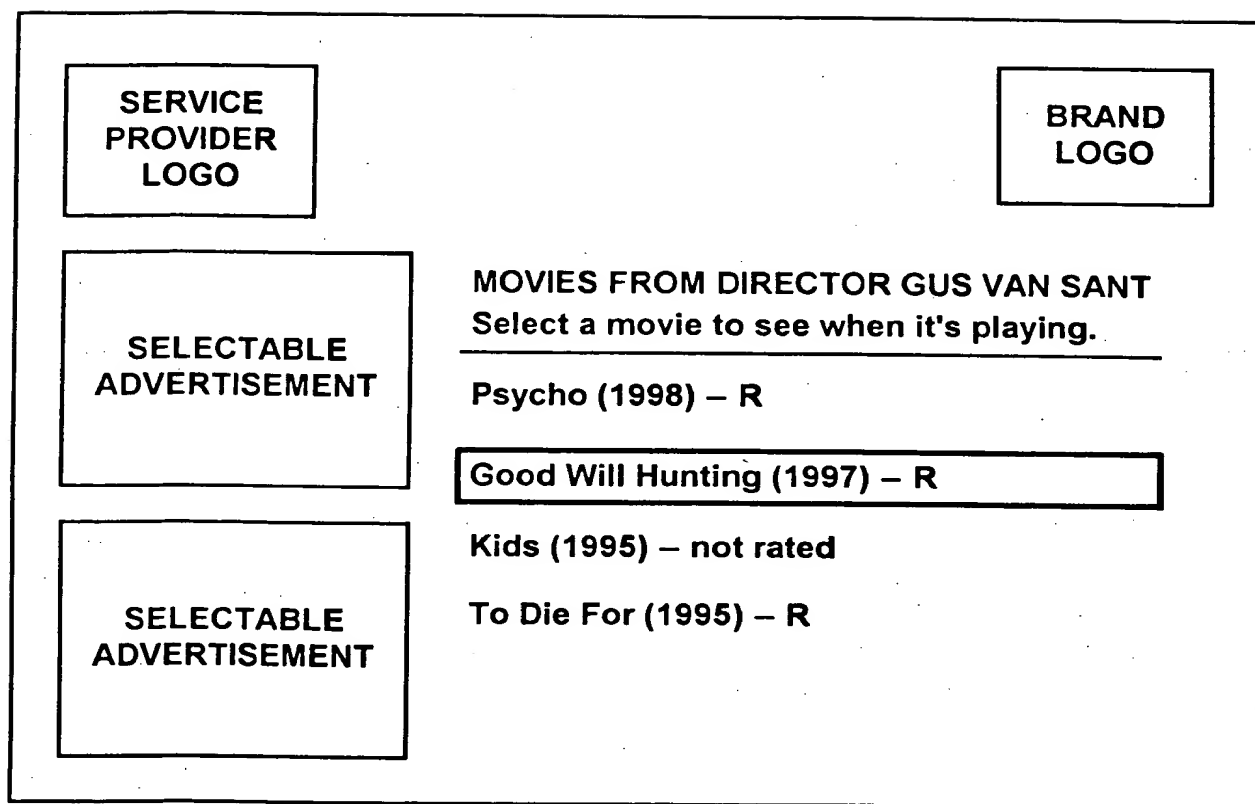 SERVICE
PROVIDER
LOGO
BRAND
LOGO
SELECTABLE
ADVERTISEMENT
MOVIES FROM DIRECTOR GUS VAN SANT
Select a movie to see when it's playing.
Psycho (1998) – R
Good Will Hunting (1997) – R
Kids (1995) – not rated
To Die For (1995) – R
SELECTABLE
ADVERTISEMENT